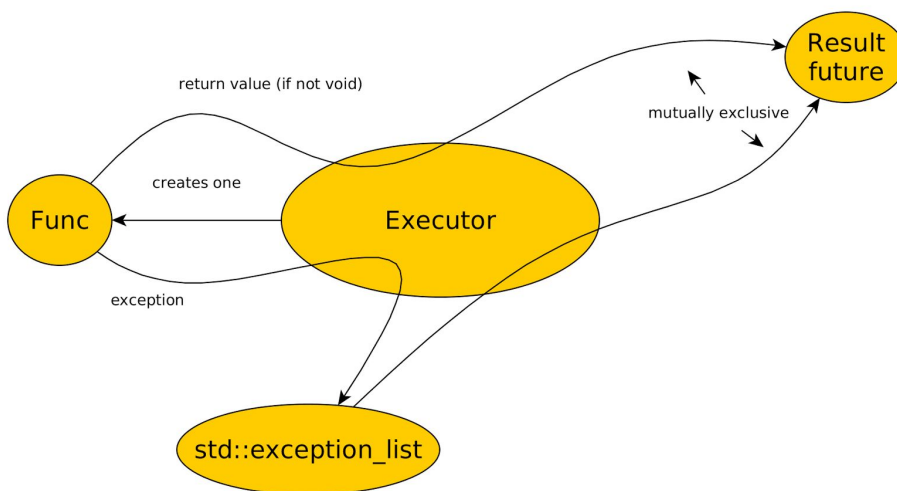 Result
future
return value (if not void)
mutually exclusive
creates one
Func
Executor
exception
std::exception_list